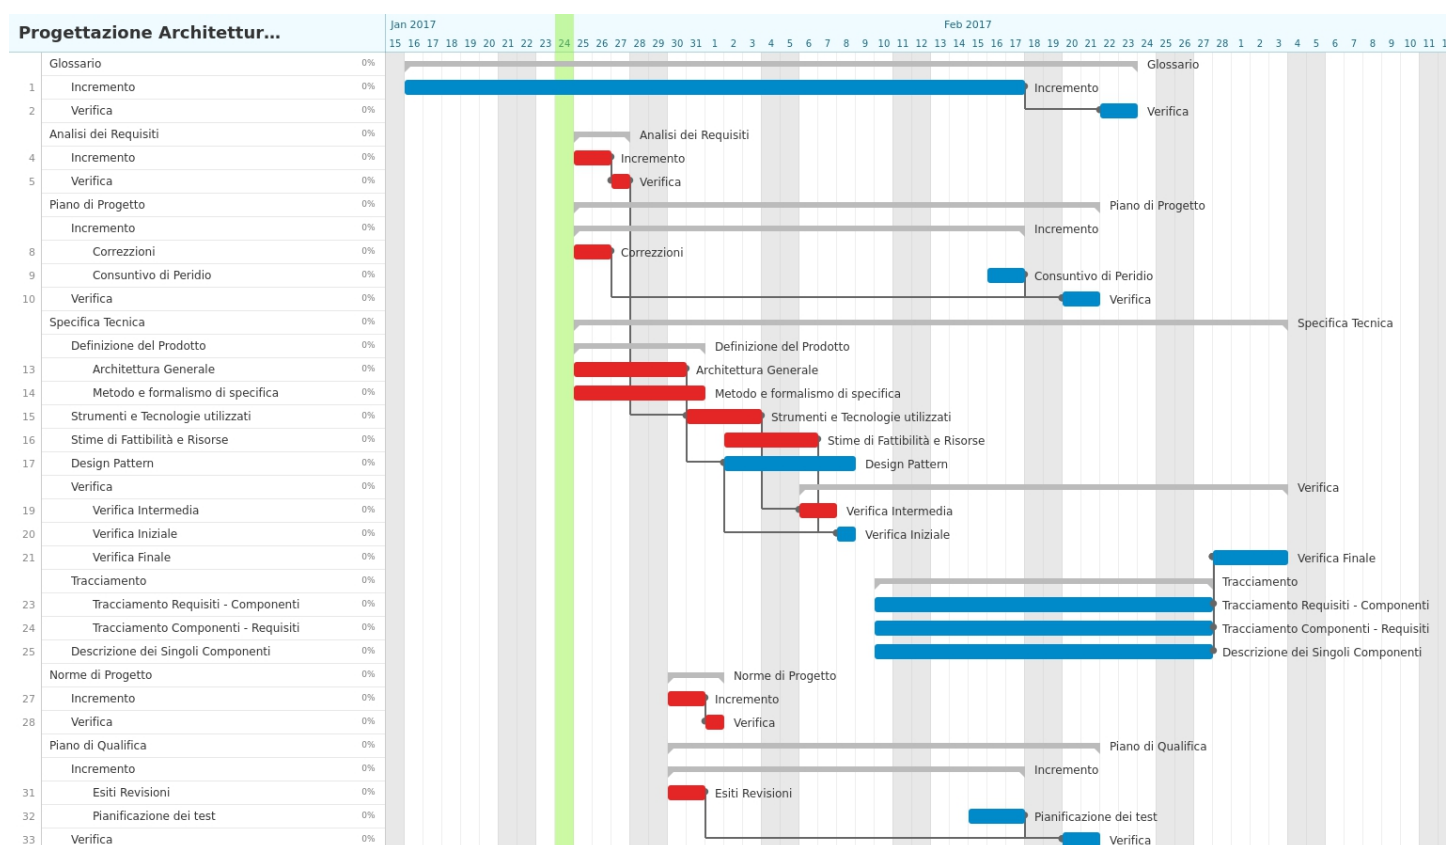 Progettazione Architettur…
Jan 2017 Feb 2017
15 16 17 18 19 20 21 22 23 24 25 26 27 28 29 30 31 1 2 3 4 5 6 7 8 9 10 11 12 13 14 15 16 17 18 19 20 21 22 23 24 25 26 27 28 1 2 3 4 5 6 7 8 9 10 11 1
Glossario 0% Glossario
1 Incremento 0% Incremento
2 Verifica 0% Verifica
Analisi dei Requisiti 0% Analisi dei Requisiti
4 Incremento 0% Incremento
5 Verifica 0% Verifica
Piano di Progetto 0% Piano di Progetto
Incremento 0% Incremento
8 Correzzioni 0% Correzzioni
9 Consuntivo di Peridio 0% Consuntivo di Peridio
10 Verifica 0% Verifica
Specifica Tecnica 0% Specifica Tecnica
Definizione del Prodotto 0% Definizione del Prodotto
13 Architettura Generale 0% Architettura Generale
14 Metodo e formalismo di specifica 0% Metodo e formalismo di specifica
15 Strumenti e Tecnologie utilizzati 0% Strumenti e Tecnologie utilizzati
16 Stime di Fattibilità e Risorse 0% Stime di Fattibilità e Risorse
17 Design Pattern 0% Design Pattern
Verifica 0% Verifica
19 Verifica Intermedia 0% Verifica Intermedia
20 Verifica Iniziale 0% Verifica Iniziale
21 Verifica Finale 0% Verifica Finale
Tracciamento 0% Tracciamento
23 Tracciamento Requisiti - Componenti 0% Tracciamento Requisiti - Componenti
24 Tracciamento Componenti - Requisiti 0% Tracciamento Componenti - Requisiti
25 Descrizione dei Singoli Componenti 0% Descrizione dei Singoli Componenti
Norme di Progetto 0% Norme di Progetto
27 Incremento 0% Incremento
28 Verifica 0% Verifica
Piano di Qualifica 0% Piano di Qualifica
Incremento 0% Incremento
31 Esiti Revisioni 0% Esiti Revisioni
32 Pianificazione dei test 0% Pianificazione dei test
33 Verifica 0% Verifica